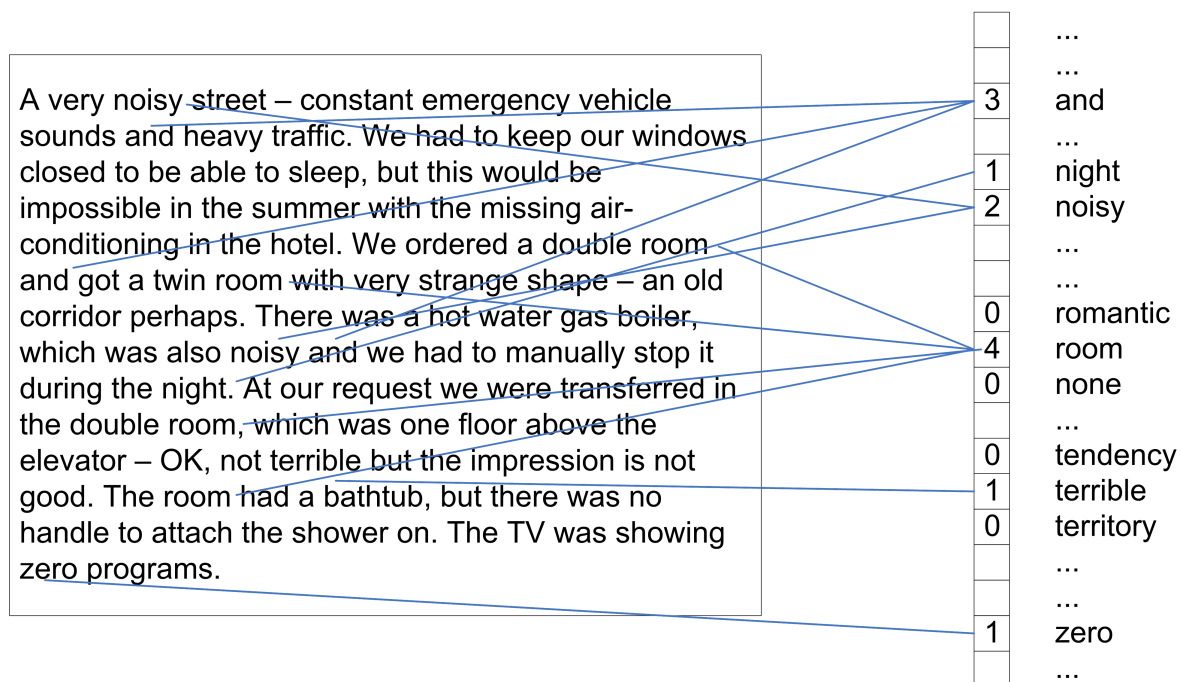 A very noisy street – constant emergency vehicle
sounds and heavy traffic. We had to keep our windows
closed to be able to sleep, but this would be
impossible in the summer with the missing air-
conditioning in the hotel. We ordered a double room
and got a twin room with very strange shape – an old
corridor perhaps. There was a hot water gas boiler,
which was also noisy and we had to manually stop it
during the night. At our request we were transferred in
the double room, which was one floor above the
elevator – OK, not terrible but the impression is not
good. The room had a bathtub, but there was no
handle to attach the shower on. The TV was showing
zero programs.
...
...
3 and
...
1 night
2 noisy
...
...
0 romantic
4 room
0 none
...
0 tendency
1 terrible
0 territory
...
...
1 zero
...